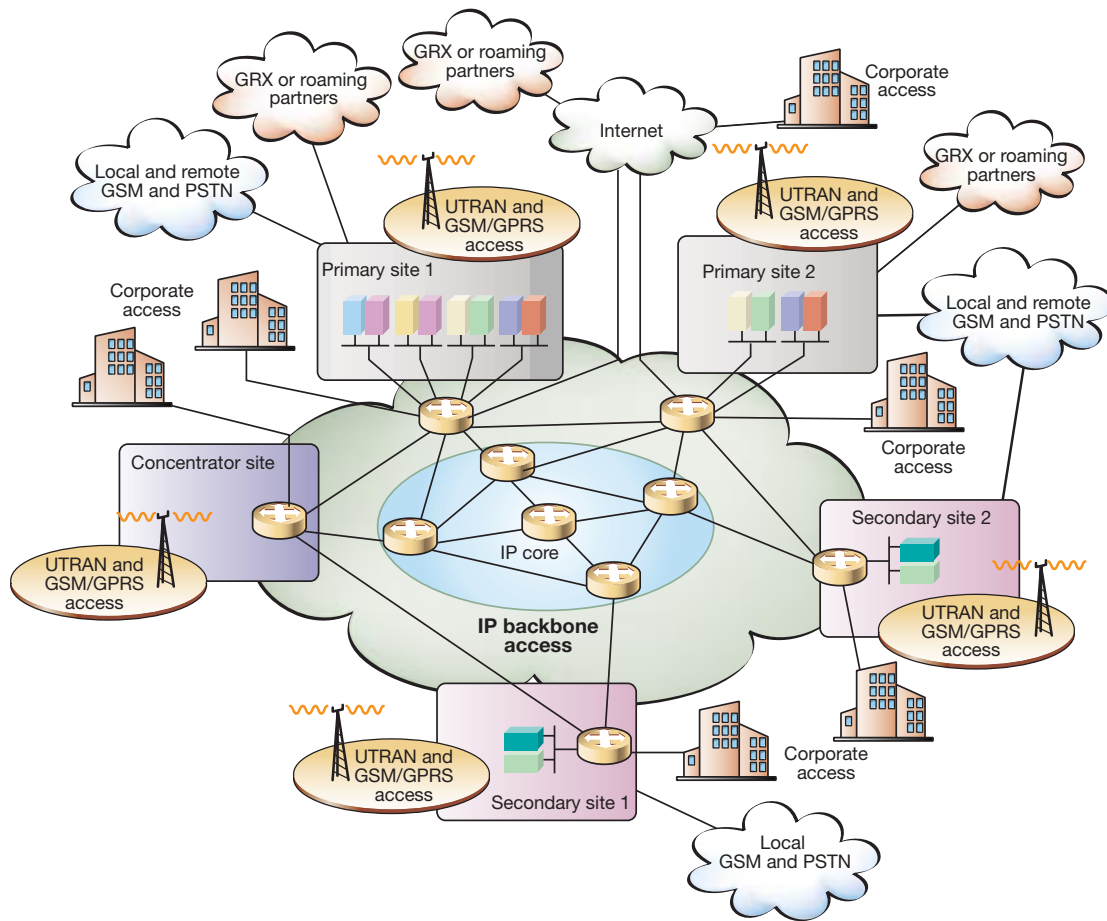 GRX or roaming
partners
GRX or roaming
partners
Corporate
access
Internet
Local and remote
GSM and PSTN
UTRAN and
GSM/GPRS
access
UTRAN and
GSM/GPRS
access
GRX or roaming
partners
Primary site 1
Primary site 2
Corporate
access
Local and remote
GSM and PSTN
Corporate
access
Concentrator site
Secondary site 2
IP core
UTRAN and
GSM/GPRS
access
UTRAN and
GSM/GPRS
access
IP backbone
access
UTRAN and
GSM/GPRS
access
Corporate
access
Secondary site 1
Local
GSM and PSTN